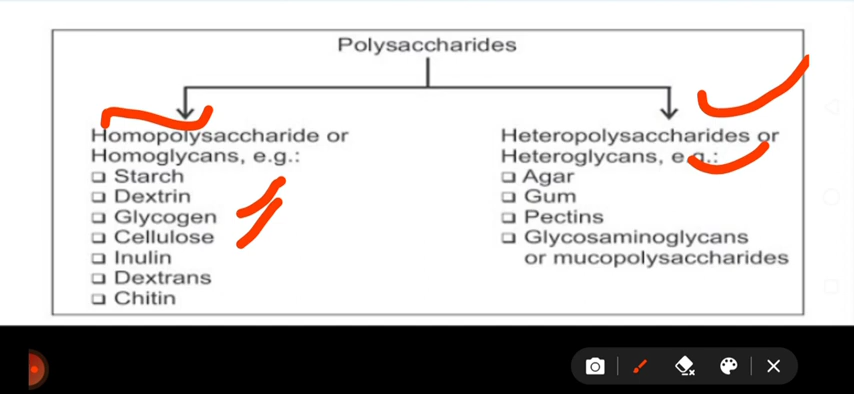 Polysaccharides
Homopolysaccharide or
Homoglycans, e.g.:
Starch
Dextrin
Glycogen
Cellulose
Inulin
Dextrans
Chitin
Heteropolysaccharides or
Heteroglycans, e.g.:
Agar
Gum
Pectins
Glycosaminoglycans
or mucopolysaccharides